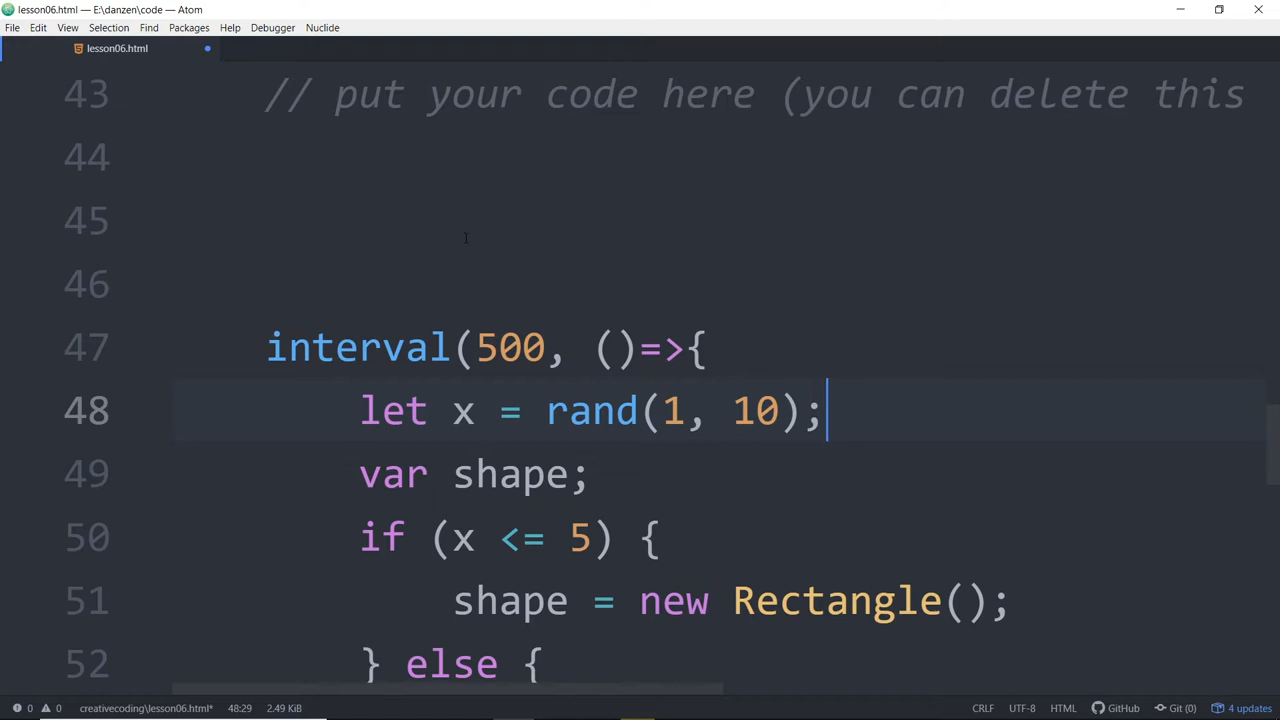 lesson06.html — E:\danzen\code — Atom
File Edit View Selection Find Packages Help Debugger Nuclide
lesson06.html
43 // put your code here (you can delete this
44
45
46
47 interval(500, ()=>{
48 let x = rand(1, 10);
49 var shape;
50 if (x <= 5) {
51 shape = new Rectangle();
52 } else {
0 0 creativecoding\lesson06.html* 48:29 2.49 KiB CRLF UTF-8 HTML GitHub Git (0) 4 updates